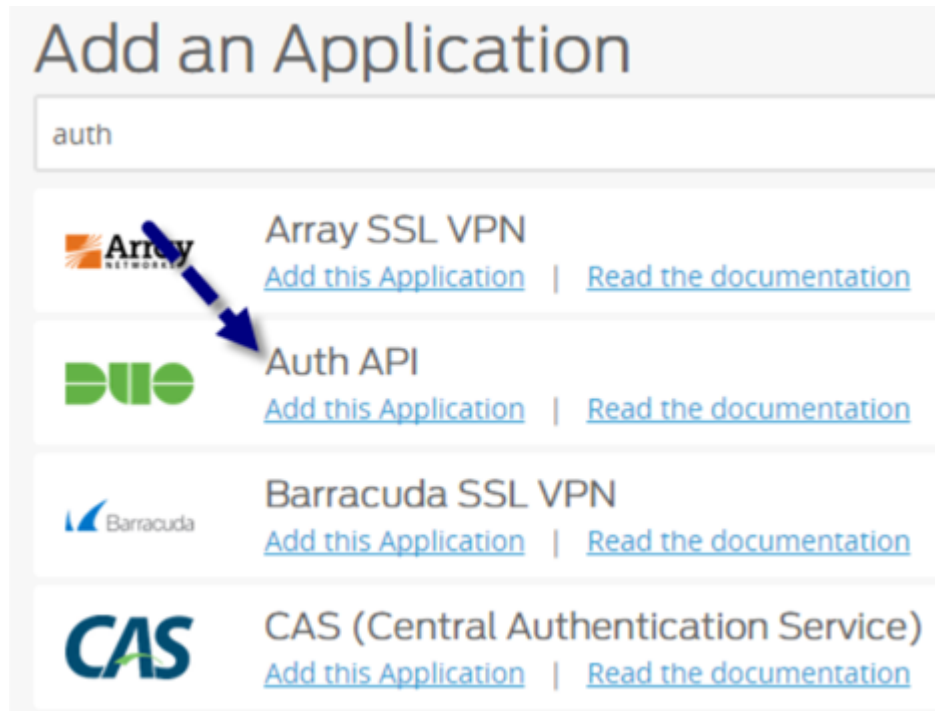 Add an Application
auth
Array
NETWORKS
Array SSL VPN
Add this Application | Read the documentation
DUO
Auth API
Add this Application | Read the documentation
Barracuda
Barracuda SSL VPN
Add this Application | Read the documentation
CAS
CAS (Central Authentication Service)
Add this Application | Read the documentation